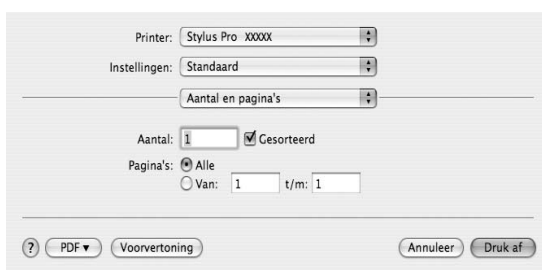 Printer: Stylus Pro XXXXX
Instellingen: Standaard
Aantal en pagina's
Aantal: 1 Gesorteerd
Pagina's: Alle
Van: 1 t/m: 1
? PDF ▼ Voorvertoning Annuleer Druk af